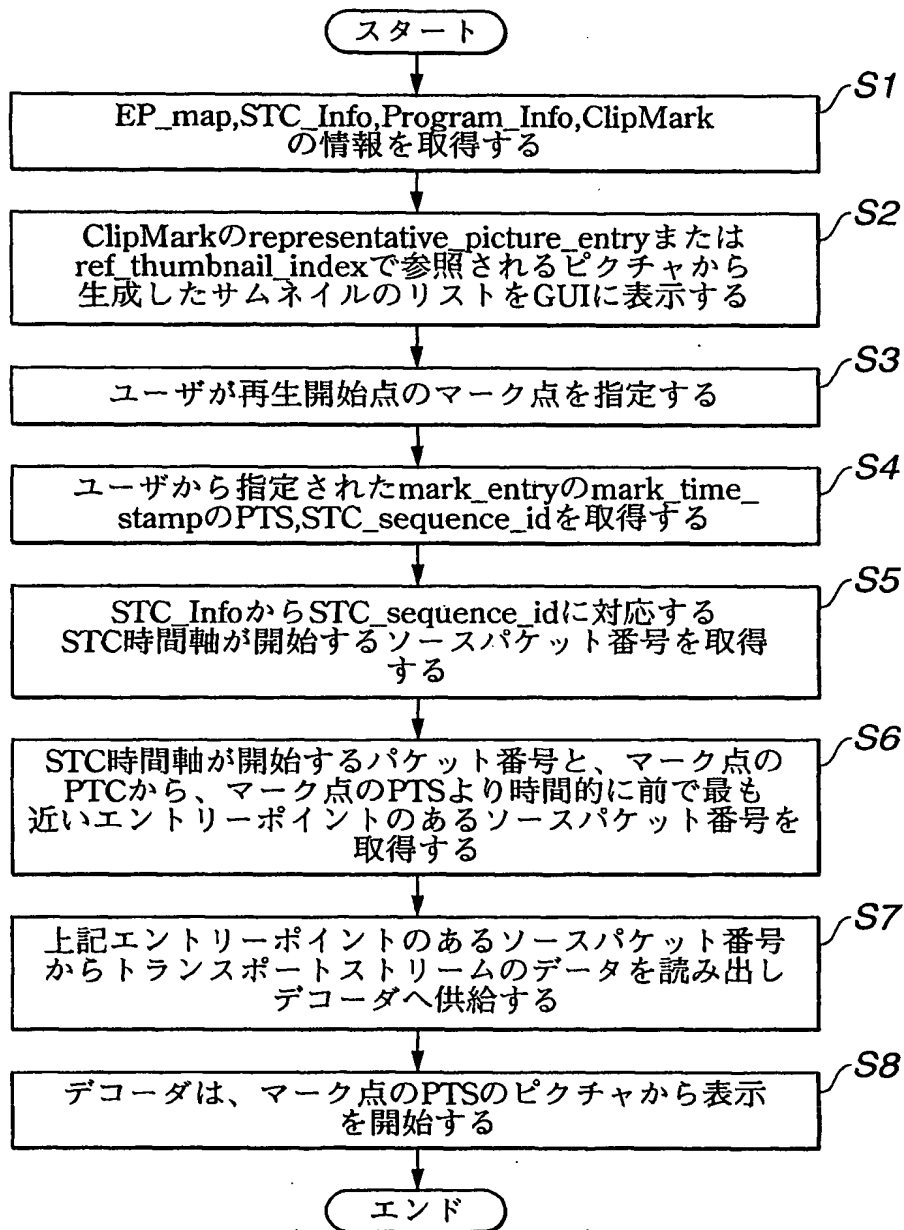 スタート
S1
EP_map,STC_Info,Program_Info,ClipMark
の情報を取得する
S2
ClipMarkのrepresentative_picture_entryまたは
ref_thumbnail_indexで参照されるピクチャから
生成したサムネイルのリストをGUIに表示する
S3
ユーザが再生開始点のマーク点を指定する
S4
ユーザから指定されたmark_entryのmark_time_
stampのPTS,STC_sequence_idを取得する
S5
STC_InfoからSTC_sequence_idに対応する
STC時間軸が開始するソースパケット番号を取得
する
S6
STC時間軸が開始するパケット番号と、マーク点の
PTCから、マーク点のPTSより時間的に前で最も
近いエントリーポイントのあるソースパケット番号を
取得する
S7
上記エントリーポイントのあるソースパケット番号
からトランスポートストリームのデータを読み出し
デコーダへ供給する
S8
デコーダは、マーク点のPTSのピクチャから表示
を開始する
エンド